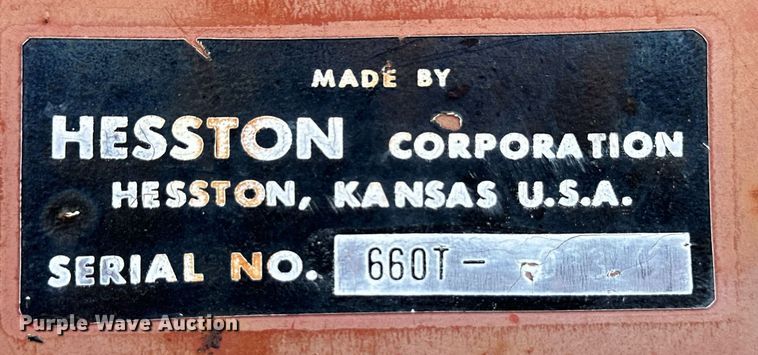 MADE BY
HESSTON CORPORATION
HESSTON, KANSAS U.S.A.
SERIAL NO. 660T-
Purple Wave Auction